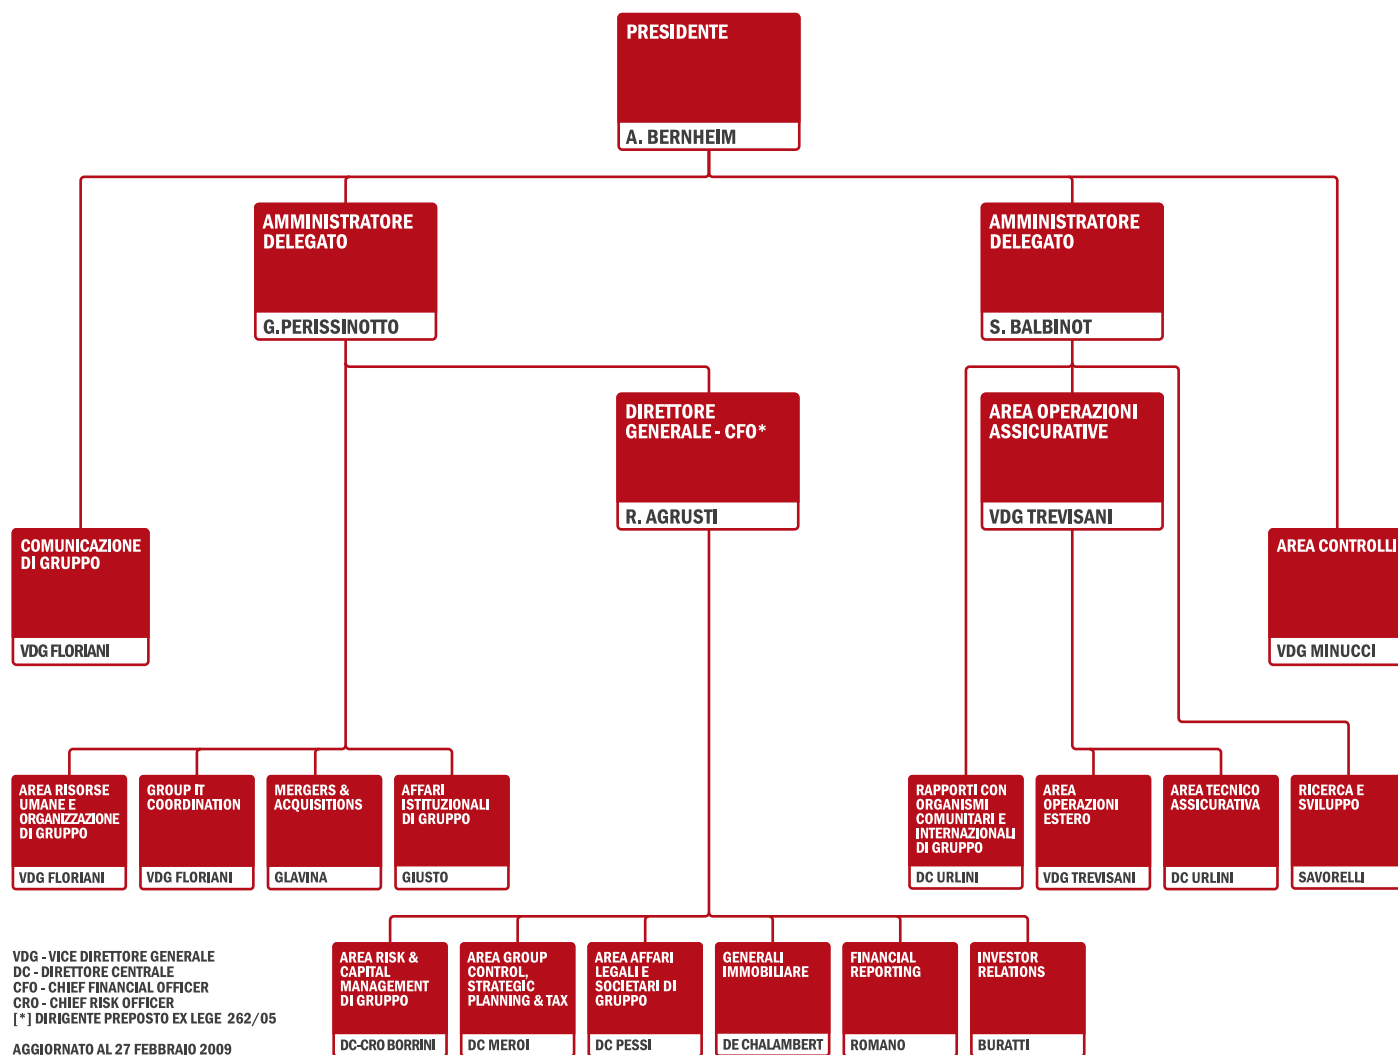 PRESIDENTE
A. BERNHEIM
AMMINISTRATORE
DELEGATO
G.PERISSINOTTO
AMMINISTRATORE
DELEGATO
S. BALBINOT
DIRETTORE
GENERALE - CFO*
R. AGRUSTI
AREA OPERAZIONI
ASSICURATIVE
VDG TREVISANI
COMUNICAZIONE
DI GRUPPO
VDG FLORIANI
AREA CONTROLLI
VDG MINUCCI
AREA RISORSE
UMANE E
ORGANIZZAZIONE
DI GRUPPO
VDG FLORIANI
GROUP IT
COORDINATION
VDG FLORIANI
MERGERS &
ACQUISITIONS
GLAVINA
AFFARI
ISTITUZIONALI
DI GRUPPO
GIUSTO
RAPPORTI CON
ORGANISMI
COMUNITARI E
INTERNAZIONALI
DI GRUPPO
DC URLINI
AREA
OPERAZIONI
ESTERO
VDG TREVISANI
AREA TECNICO
ASSICURATIVA
DC URLINI
RICERCA E
SVILUPPO
SAVORELLI
AREA RISK &
CAPITAL
MANAGEMENT
DI GRUPPO
DC-CRO BORRINI
AREA GROUP
CONTROL,
STRATEGIC
PLANNING & TAX
DC MEROI
AREA AFFARI
LEGALI E
SOCIETARI DI
GRUPPO
DC PESSI
GENERALI
IMMOBILIARE
DE CHALAMBERT
FINANCIAL
REPORTING
ROMANO
INVESTOR
RELATIONS
BURATTI
VDG - VICE DIRETTORE GENERALE
DC - DIRETTORE CENTRALE
CFO - CHIEF FINANCIAL OFFICER
CRO - CHIEF RISK OFFICER
[*] DIRIGENTE PREPOSTO EX LEGE 262/05
AGGIORNATO AL 27 FEBBRAIO 2009